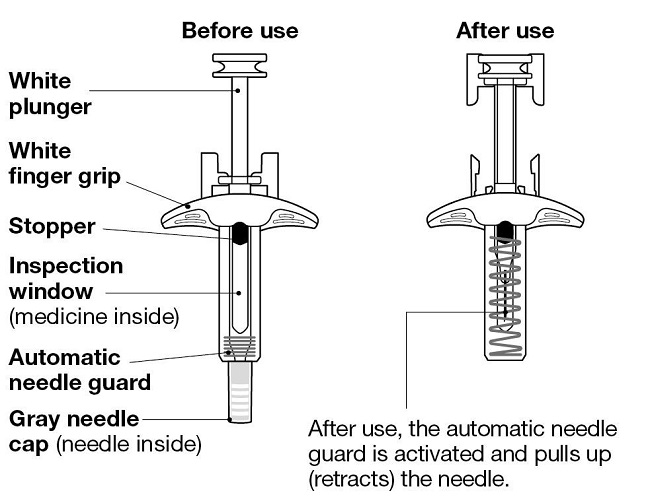 Before use
After use
White
plunger
White
finger grip
Stopper
Inspection
window
(medicine inside)
Automatic
needle guard
Gray needle
cap (needle inside)
After use, the automatic needle
guard is activated and pulls up
(retracts) the needle.